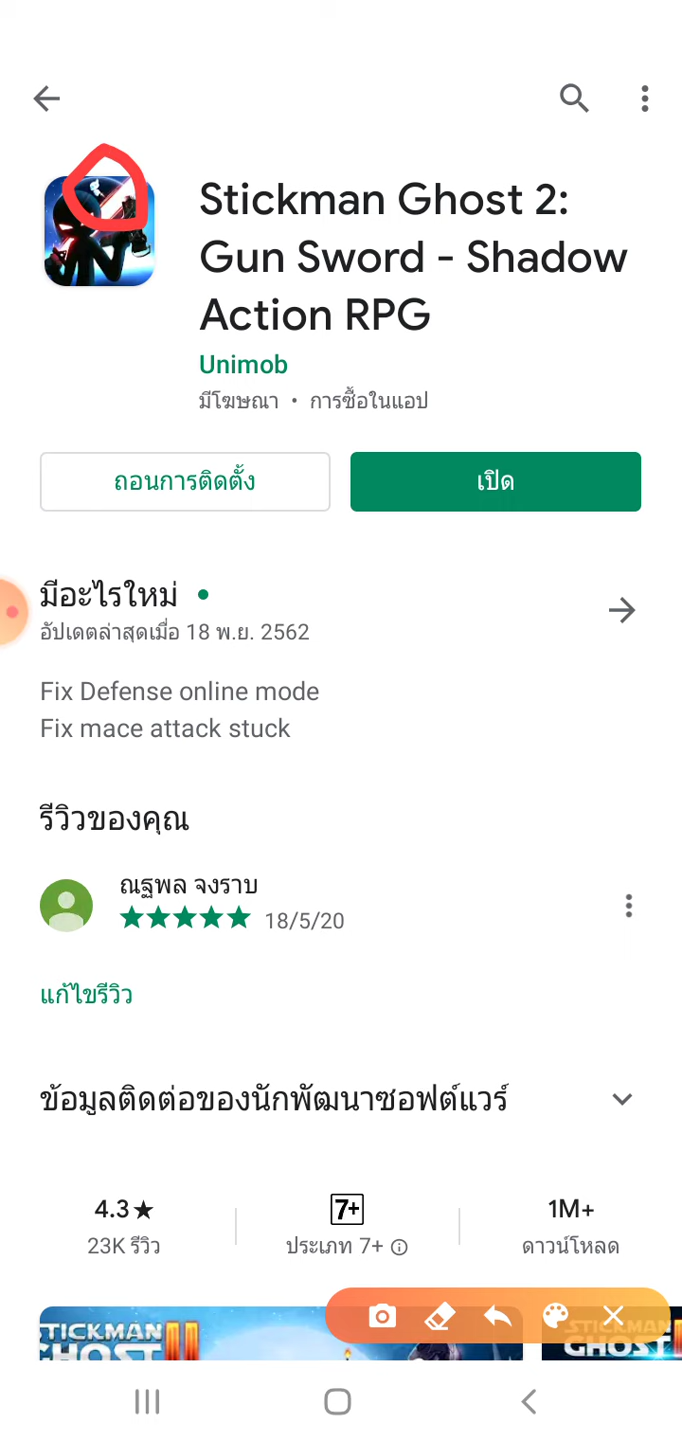 Stickman Ghost 2:
Gun Sword - Shadow
Action RPG
Unimob
มีโฆษณา • การซื้อในแอป
ถอนการติดตั้ง
เปิด
มีอะไรใหม่
อัปเดตล่าสุดเมื่อ 18 พ.ย. 2562
Fix Defense online mode
Fix mace attack stuck
รีวิวของคุณ
ณฐพล จงราบ
18/5/20
แก้ไขรีวิว
ข้อมูลติดต่อของนักพัฒนาซอฟต์แวร์
4.3★ 7+ 1M+
23K รีวิว ประเภท 7+ ดาวน์โหลด
STICKMAN STICKMAN
GHOST II GHOST